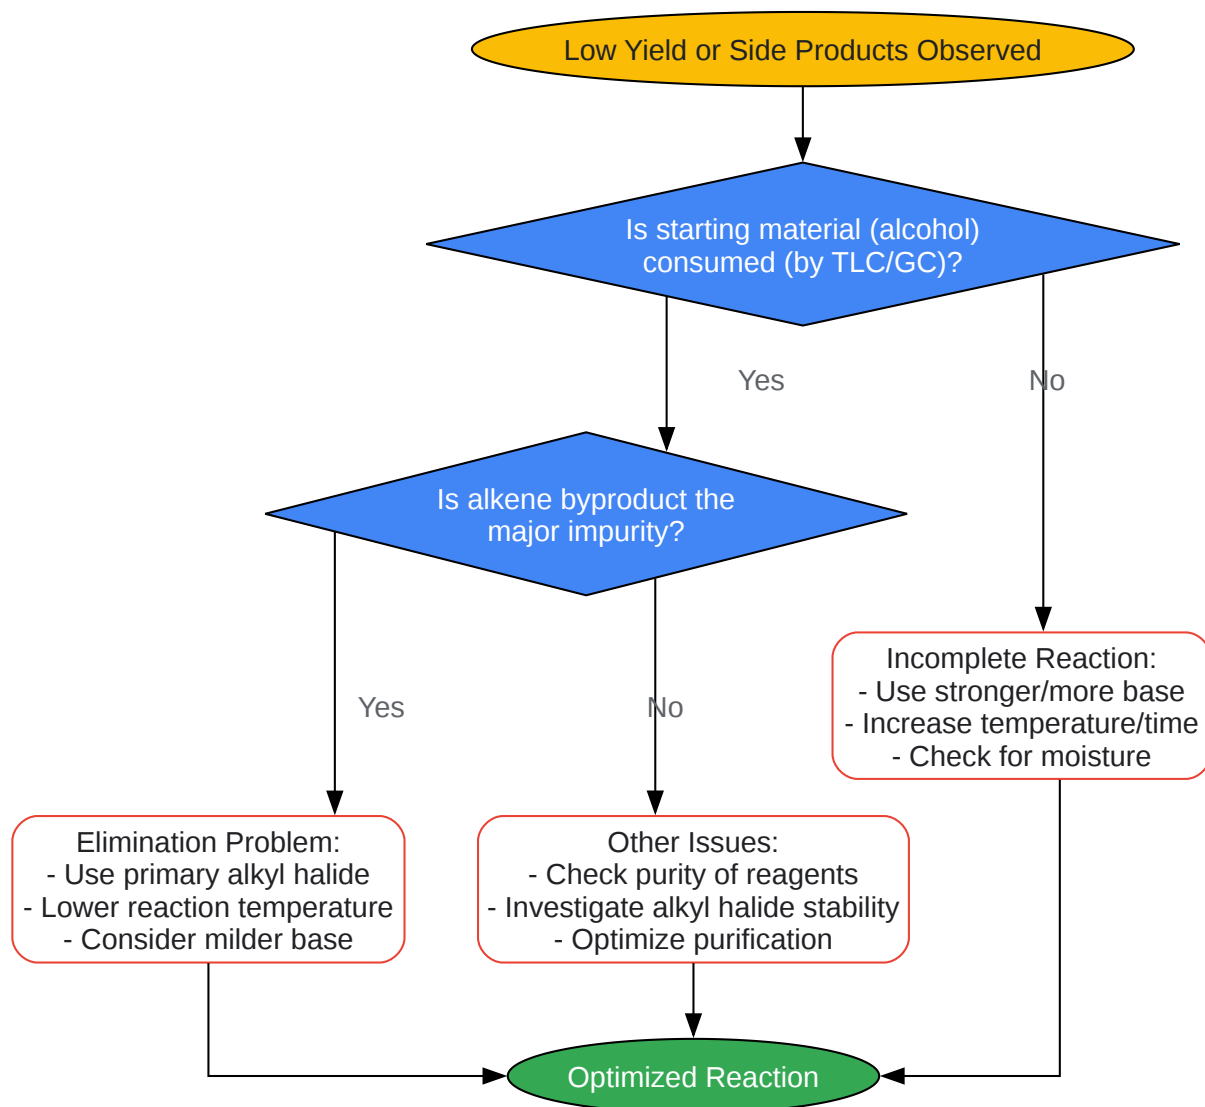 Low Yield or Side Products Observed
Is starting material (alcohol)
consumed (by TLC/GC)?
Yes
No
Is alkene byproduct the
major impurity?
Yes
No
Incomplete Reaction:
- Use stronger/more base
- Increase temperature/time
- Check for moisture
Elimination Problem:
- Use primary alkyl halide
- Lower reaction temperature
- Consider milder base
Other Issues:
- Check purity of reagents
- Investigate alkyl halide stability
- Optimize purification
Optimized Reaction